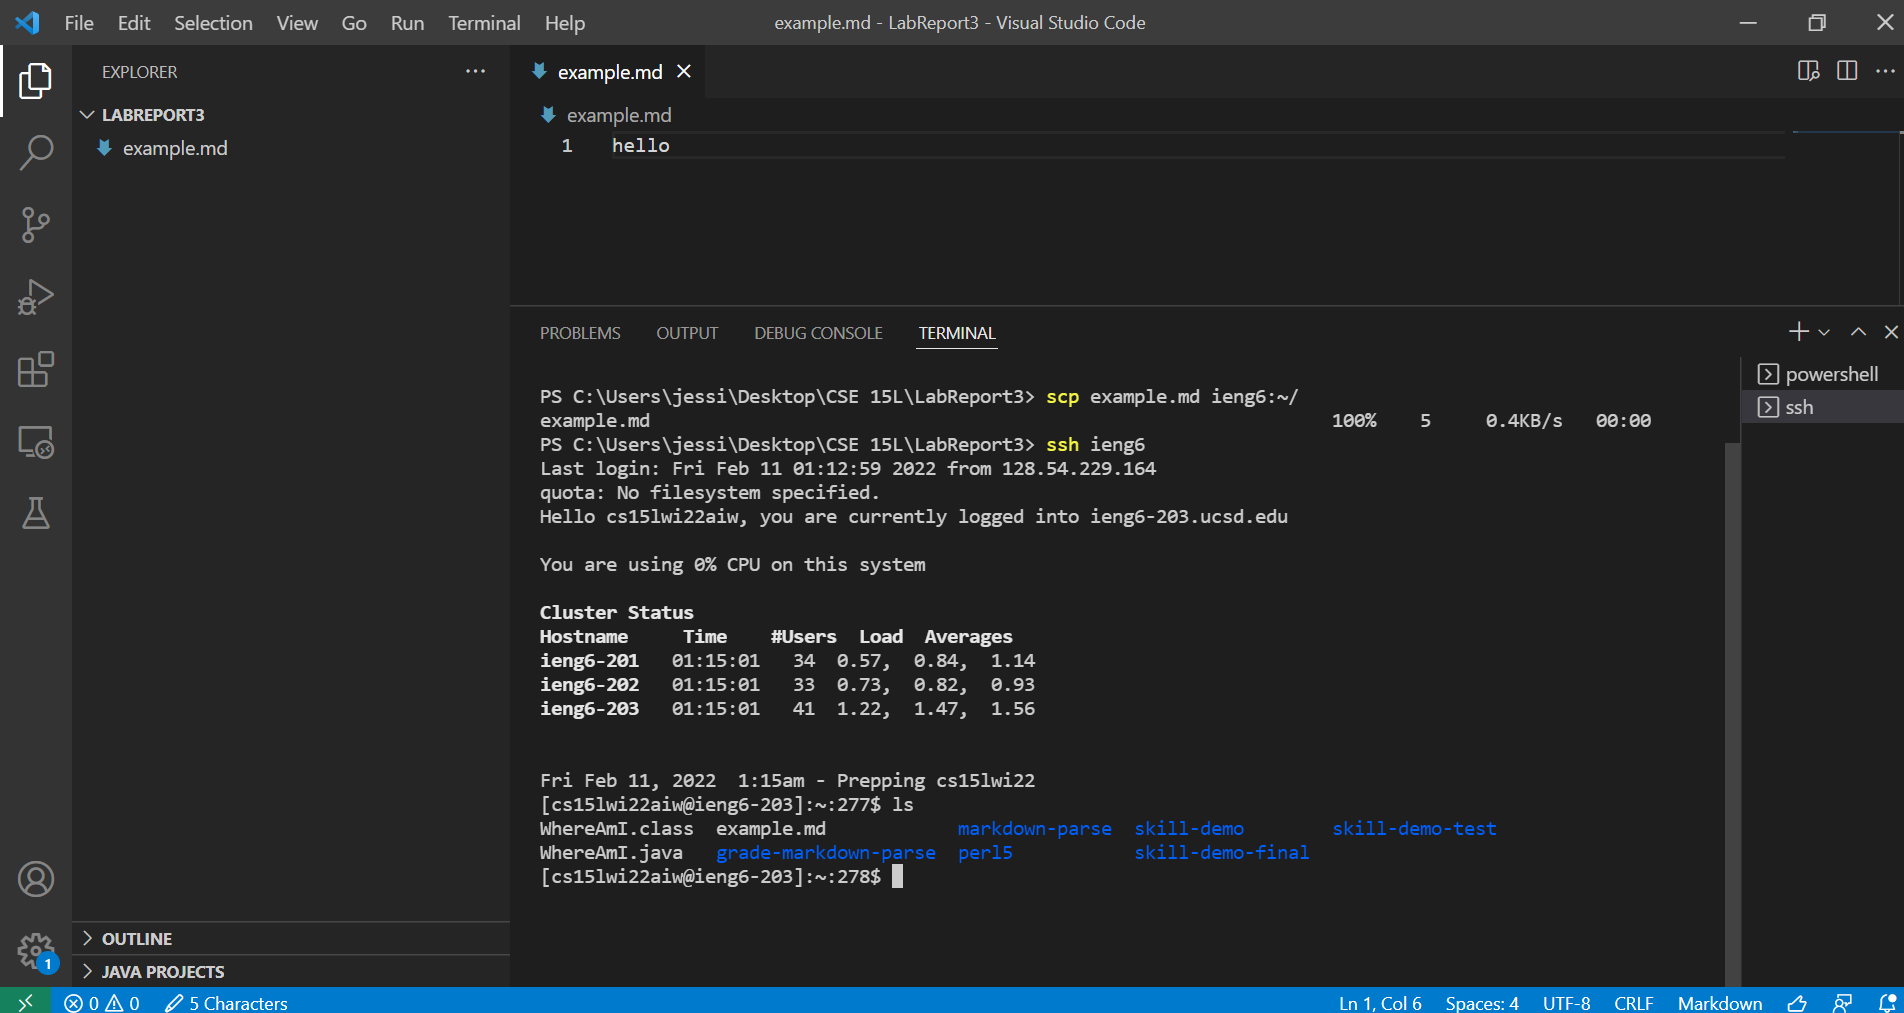 File Edit Selection View Go Run Terminal Help example.md - LabReport3 - Visual Studio Code
EXPLORER
LABREPORT3
example.md
OUTLINE
JAVA PROJECTS
example.md
example.md
1 hello
PROBLEMS OUTPUT DEBUG CONSOLE TERMINAL
PS C:\Users\jessi\Desktop\CSE 15L\LabReport3> scp example.md ieng6:~/
example.md 100% 5 0.4KB/s 00:00
PS C:\Users\jessi\Desktop\CSE 15L\LabReport3> ssh ieng6
Last login: Fri Feb 11 01:12:59 2022 from 128.54.229.164
quota: No filesystem specified.
Hello cs15lwi22aiw, you are currently logged into ieng6-203.ucsd.edu
You are using 0% CPU on this system
Cluster Status
Hostname Time #Users Load Averages
ieng6-201 01:15:01 34 0.57, 0.84, 1.14
ieng6-202 01:15:01 33 0.73, 0.82, 0.93
ieng6-203 01:15:01 41 1.22, 1.47, 1.56
Fri Feb 11, 2022 1:15am - Prepping cs15lwi22
[cs15lwi22aiw@ieng6-203]:~:277$ ls
WhereAmI.class example.md markdown-parse skill-demo skill-demo-test
WhereAmI.java grade-markdown-parse perl5 skill-demo-final
[cs15lwi22aiw@ieng6-203]:~:278$
powershell
ssh
1
0 0 5 Characters Ln 1, Col 6 Spaces: 4 UTF-8 CRLF Markdown